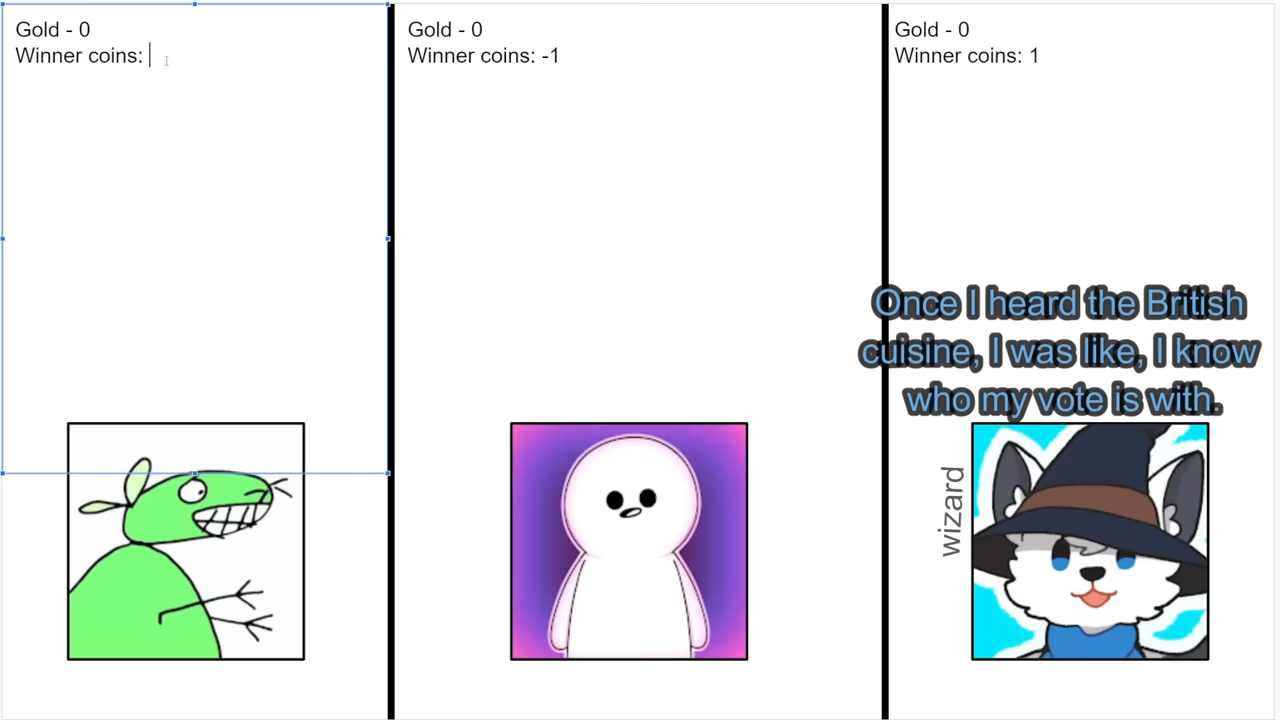 Gold - 0
Winner coins:
Gold - 0
Winner coins: -1
Gold - 0
Winner coins: 1
Once I heard the British
cuisine, I was like, I know
who my vote is with.
wizard